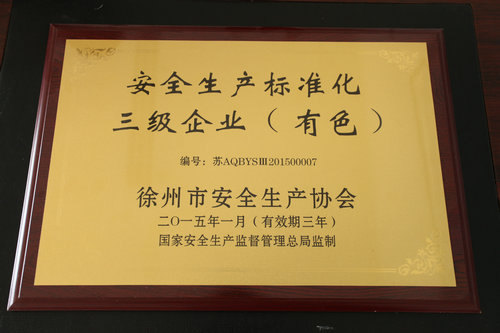 安全生产标准化
三级企业（有色）
编号：苏AQBYSⅢ201500007
徐州市安全生产协会
二〇一五年一月（有效期三年）
国家安全生产监督管理总局监制